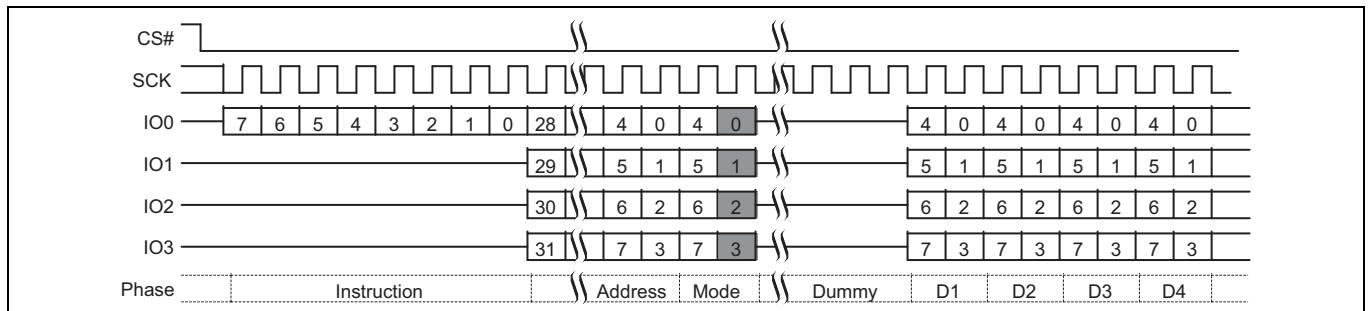 CS#
SCK
IO0 7 6 5 4 3 2 1 0 28 4 0 4 0 4 0 4 0 4 0 4 0
IO1 29 5 1 5 1 5 1 5 1 5 1 5 1
IO2 30 6 2 6 2 6 2 6 2 6 2 6 2
IO3 31 7 3 7 3 7 3 7 3 7 3 7 3
Phase Instruction Address Mode Dummy D1 D2 D3 D4